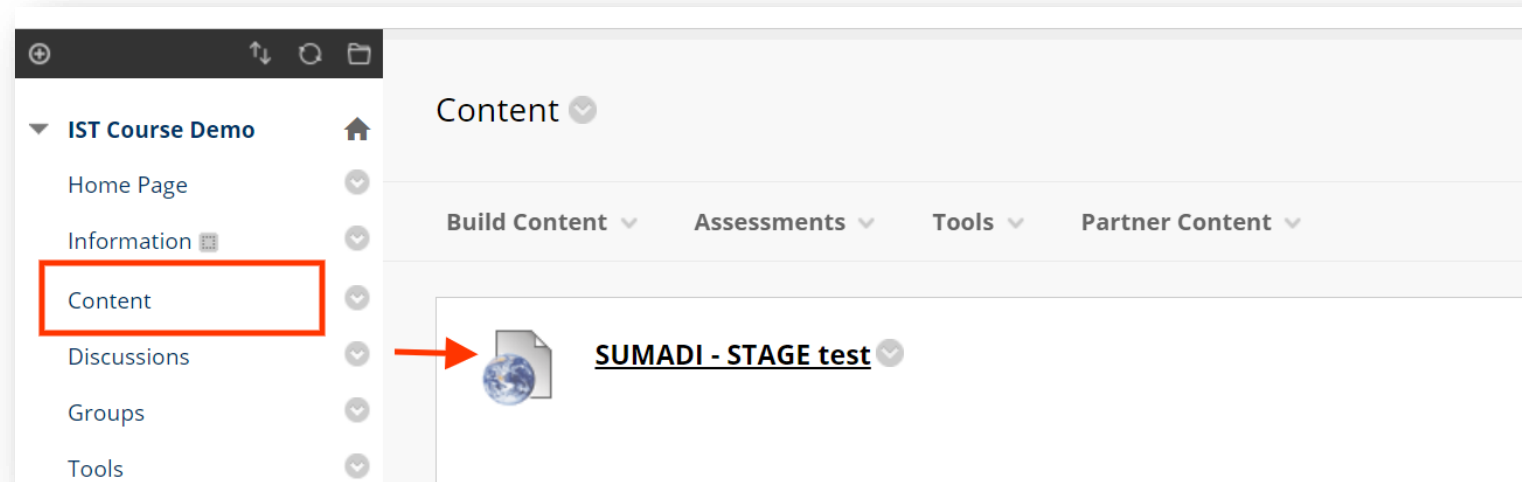 IST Course Demo
Home Page
Information
Content
Discussions
Groups
Tools
Content
Build Content Assessments Tools Partner Content
SUMADI - STAGE test